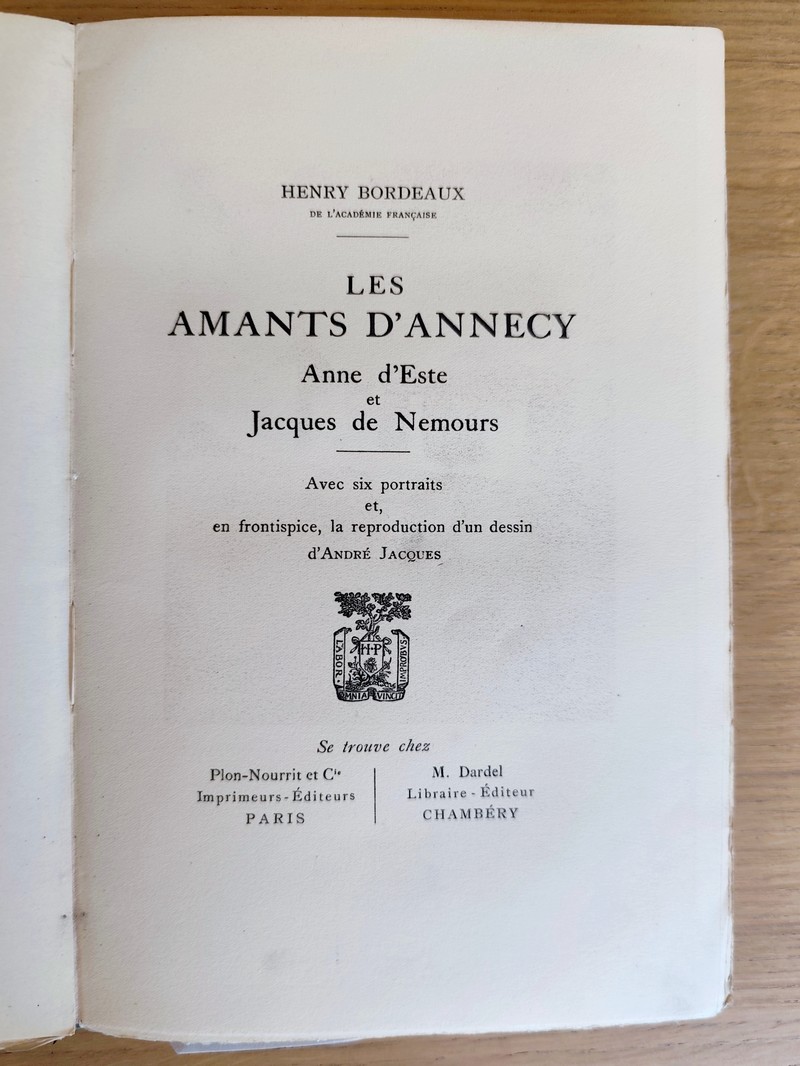 HENRY BORDEAUX
DE L'ACADÉMIE FRANÇAISE
LES
AMANTS D'ANNECY
Anne d'Este
et
Jacques de Nemours
Avec six portraits
et,
en frontispice, la reproduction d'un dessin
d'ANDRÉ JACQUES
LABOR
H·P
IMPROBVS
OMNIA VINCIT
Se trouve chez
Plon-Nourrit et Cie
Imprimeurs-Éditeurs
PARIS
M. Dardel
Libraire-Éditeur
CHAMBÉRY